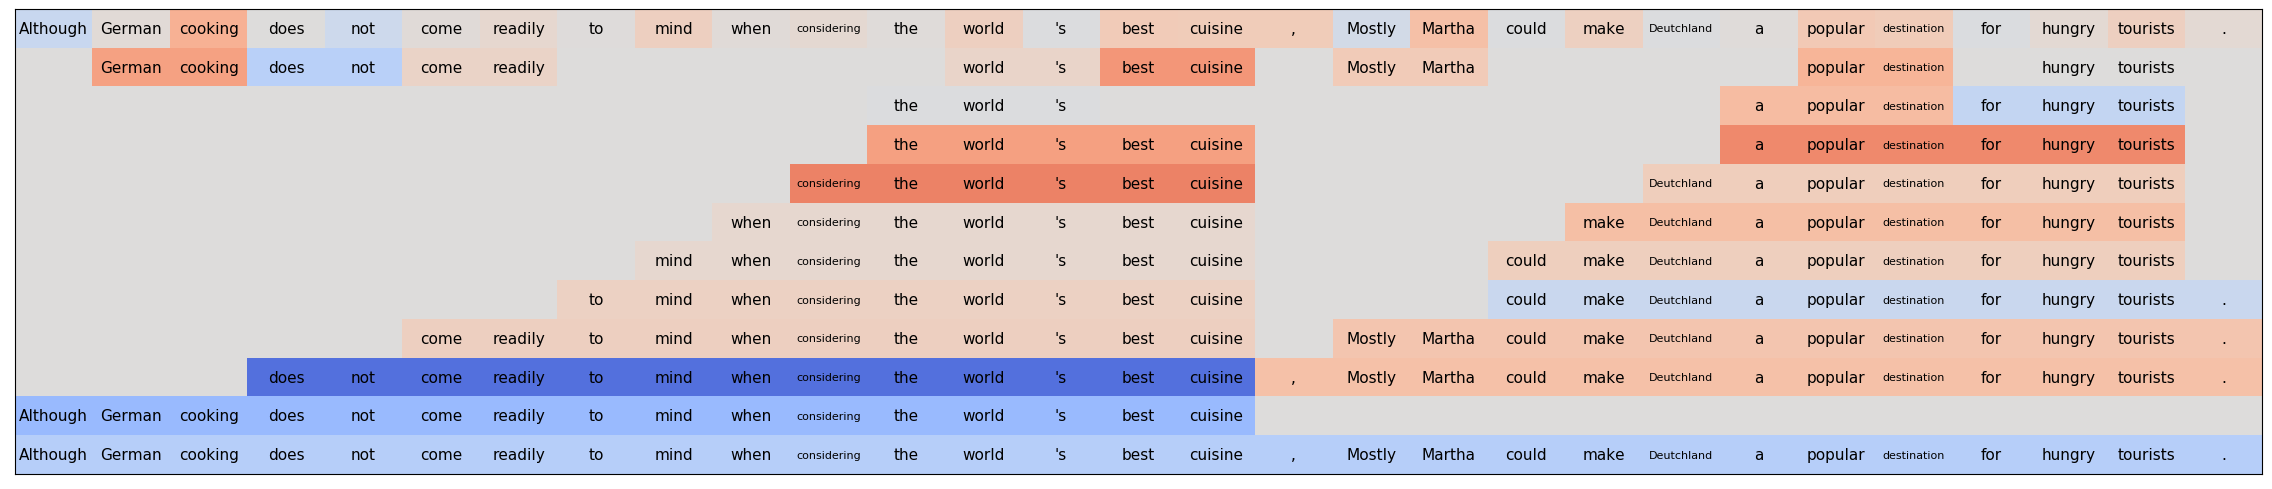 Although German cooking does not come readily to mind when considering the world 's best cuisine , Mostly Martha could make Deutchland a popular destination for hungry tourists .
German cooking does not come readily world 's best cuisine Mostly Martha popular destination hungry tourists
the world 's a popular destination for hungry tourists
the world 's best cuisine a popular destination for hungry tourists
considering the world 's best cuisine Deutchland a popular destination for hungry tourists
when considering the world 's best cuisine make Deutchland a popular destination for hungry tourists
mind when considering the world 's best cuisine could make Deutchland a popular destination for hungry tourists
to mind when considering the world 's best cuisine could make Deutchland a popular destination for hungry tourists .
come readily to mind when considering the world 's best cuisine Mostly Martha could make Deutchland a popular destination for hungry tourists .
does not come readily to mind when considering the world 's best cuisine , Mostly Martha could make Deutchland a popular destination for hungry tourists .
Although German cooking does not come readily to mind when considering the world 's best cuisine
Although German cooking does not come readily to mind when considering the world 's best cuisine , Mostly Martha could make Deutchland a popular destination for hungry tourists .